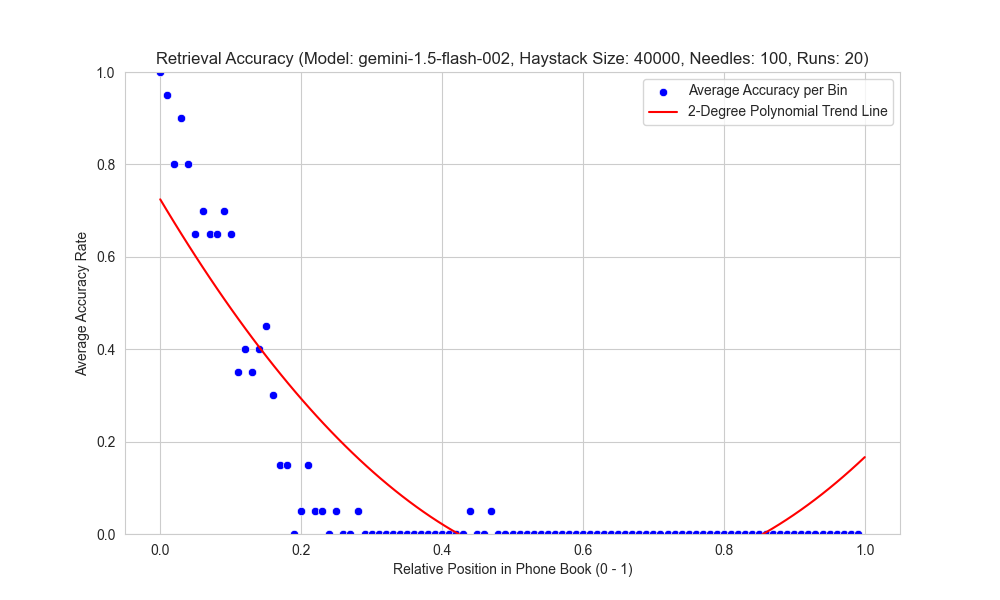 Retrieval Accuracy (Model: gemini-1.5-flash-002, Haystack Size: 40000, Needles: 100, Runs: 20)
Average Accuracy per Bin
2-Degree Polynomial Trend Line
Average Accuracy Rate
1.0
0.8
0.6
0.4
0.2
0.0
0.0 0.2 0.4 0.6 0.8 1.0
Relative Position in Phone Book (0 - 1)